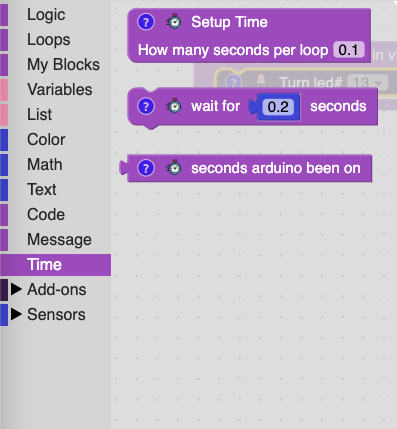 Logic
Loops
My Blocks
Variables
List
Color
Math
Text
Code
Message
Time
Add-ons
Sensors
? Setup Time
How many seconds per loop 0.1
in v
? Turn led# 13
? wait for 0.2 seconds
? seconds arduino been on